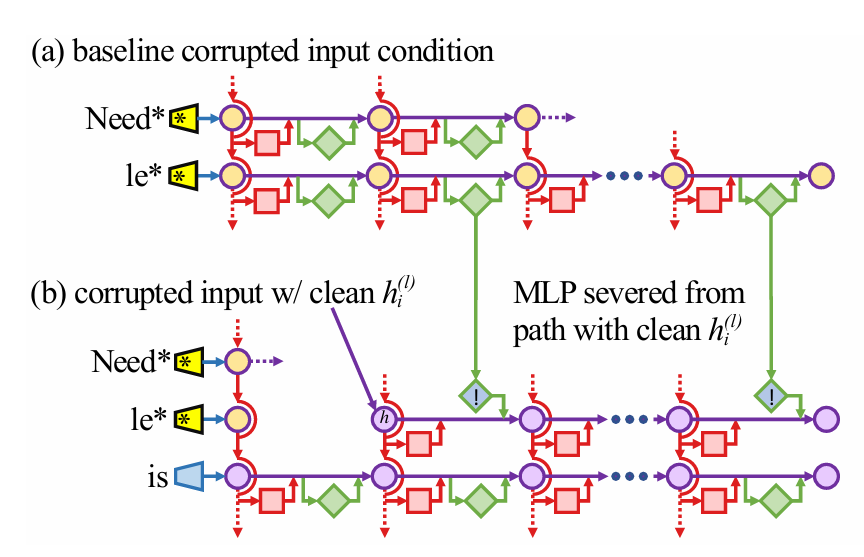 (a) baseline corrupted input condition
Need* *
le* *
(b) corrupted input w/ clean h_i^(l)
MLP severed from
path with clean h_i^(l)
Need* *
! !
le* * h
is